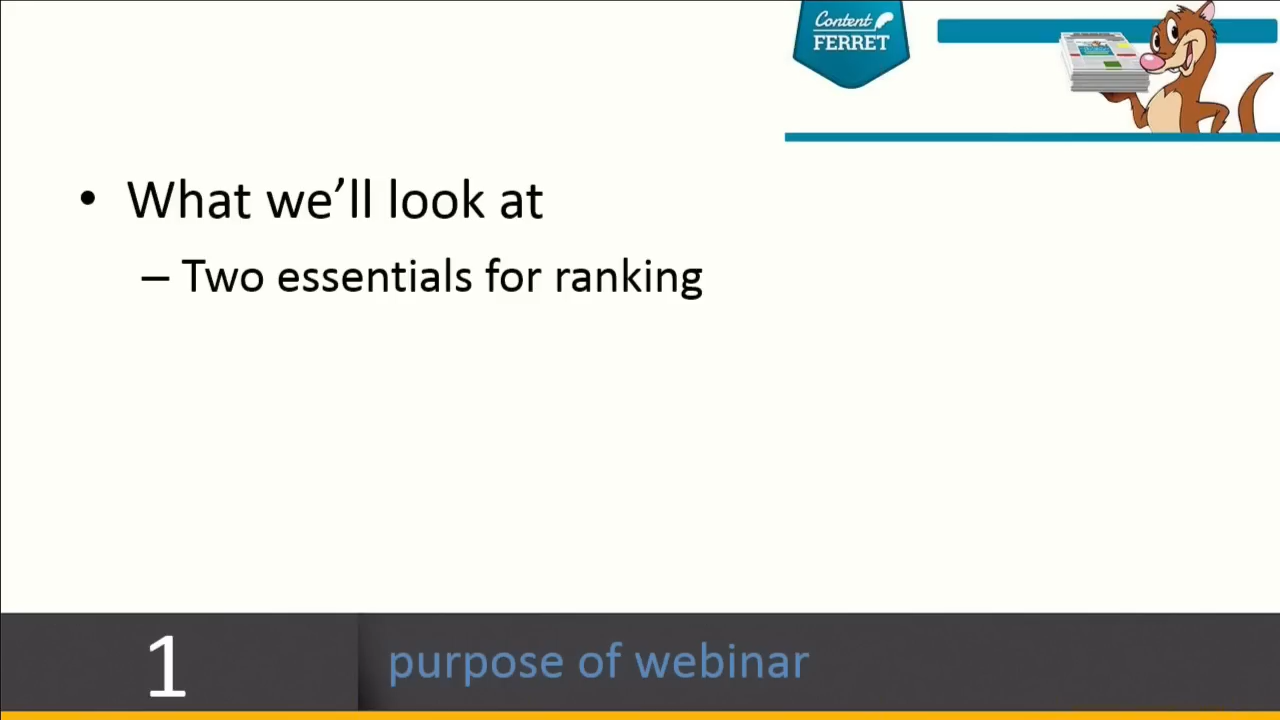 Content
FERRET
• What we’ll look at
– Two essentials for ranking
1
purpose of webinar